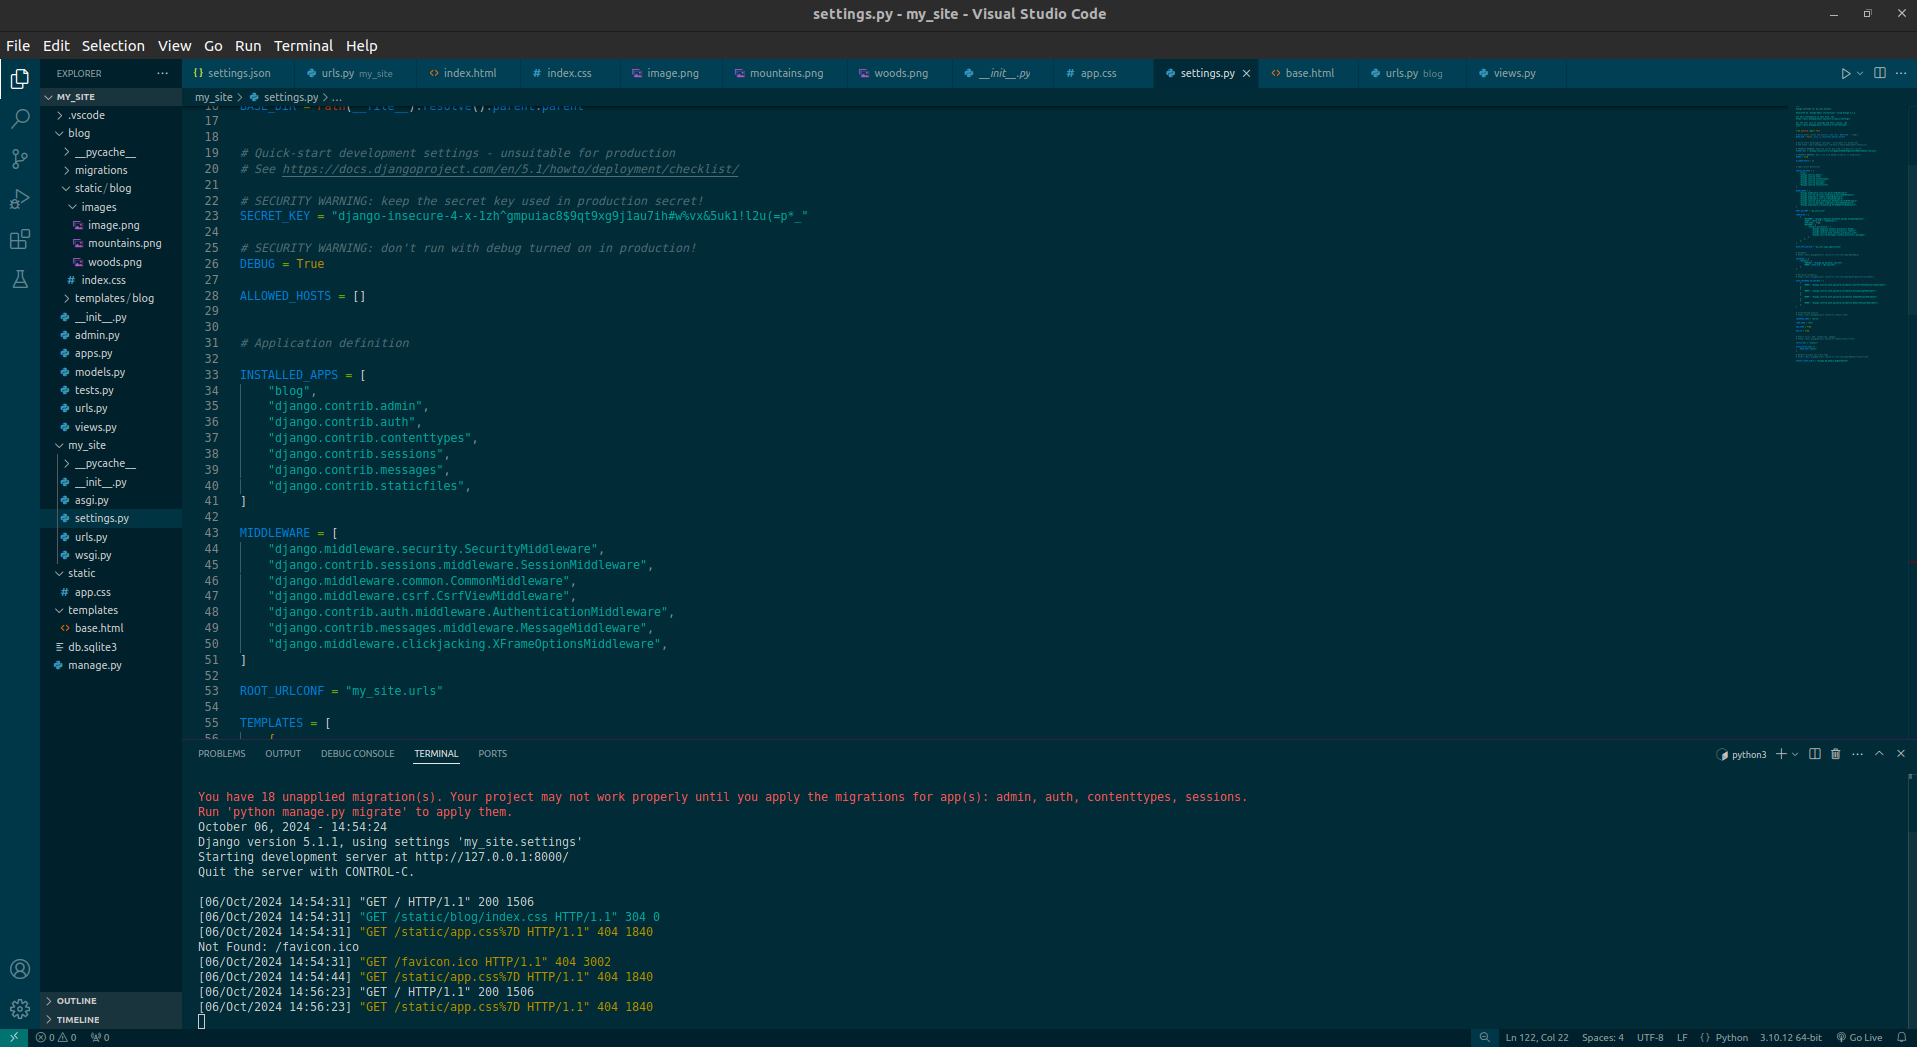 settings.py - my_site - Visual Studio Code
File Edit Selection View Go Run Terminal Help
EXPLORER
settings.json
urls.py my_site
index.html
index.css
image.png
mountains.png
woods.png
__init__.py
app.css
settings.py
base.html
urls.py blog
views.py
MY_SITE
.vscode
blog
__pycache__
migrations
static/blog
images
image.png
mountains.png
woods.png
index.css
templates/blog
__init__.py
admin.py
apps.py
models.py
tests.py
urls.py
views.py
my_site
__pycache__
__init__.py
asgi.py
settings.py
urls.py
wsgi.py
static
app.css
templates
base.html
db.sqlite3
manage.py
OUTLINE
TIMELINE
my_site > settings.py > ...
16 BASE_DIR = Path(__file__).resolve().parent.parent
17
18
19 # Quick-start development settings - unsuitable for production
20 # See https://docs.djangoproject.com/en/5.1/howto/deployment/checklist/
21
22 # SECURITY WARNING: keep the secret key used in production secret!
23 SECRET_KEY = "django-insecure-4-x-1zh^gmpuiac8$9qt9xg9j1au7ih#w%vx&5uk1!l2u(=p*_"
24
25 # SECURITY WARNING: don't run with debug turned on in production!
26 DEBUG = True
27
28 ALLOWED_HOSTS = []
29
30
31 # Application definition
32
33 INSTALLED_APPS = [
34 "blog",
35 "django.contrib.admin",
36 "django.contrib.auth",
37 "django.contrib.contenttypes",
38 "django.contrib.sessions",
39 "django.contrib.messages",
40 "django.contrib.staticfiles",
41 ]
42
43 MIDDLEWARE = [
44 "django.middleware.security.SecurityMiddleware",
45 "django.contrib.sessions.middleware.SessionMiddleware",
46 "django.middleware.common.CommonMiddleware",
47 "django.middleware.csrf.CsrfViewMiddleware",
48 "django.contrib.auth.middleware.AuthenticationMiddleware",
49 "django.contrib.messages.middleware.MessageMiddleware",
50 "django.middleware.clickjacking.XFrameOptionsMiddleware",
51 ]
52
53 ROOT_URLCONF = "my_site.urls"
54
55 TEMPLATES = [
56 {
PROBLEMS OUTPUT DEBUG CONSOLE TERMINAL PORTS
python3
You have 18 unapplied migration(s). Your project may not work properly until you apply the migrations for app(s): admin, auth, contenttypes, sessions.
Run 'python manage.py migrate' to apply them.
October 06, 2024 - 14:54:24
Django version 5.1.1, using settings 'my_site.settings'
Starting development server at http://127.0.0.1:8000/
Quit the server with CONTROL-C.
[06/Oct/2024 14:54:31] "GET / HTTP/1.1" 200 1506
[06/Oct/2024 14:54:31] "GET /static/blog/index.css HTTP/1.1" 304 0
[06/Oct/2024 14:54:31] "GET /static/app.css%7D HTTP/1.1" 404 1840
Not Found: /favicon.ico
[06/Oct/2024 14:54:31] "GET /favicon.ico HTTP/1.1" 404 3002
[06/Oct/2024 14:54:44] "GET /static/app.css%7D HTTP/1.1" 404 1840
[06/Oct/2024 14:56:23] "GET / HTTP/1.1" 200 1506
[06/Oct/2024 14:56:23] "GET /static/app.css%7D HTTP/1.1" 404 1840
0 0 0
Ln 122, Col 22 Spaces: 4 UTF-8 LF Python 3.10.12 64-bit Go Live